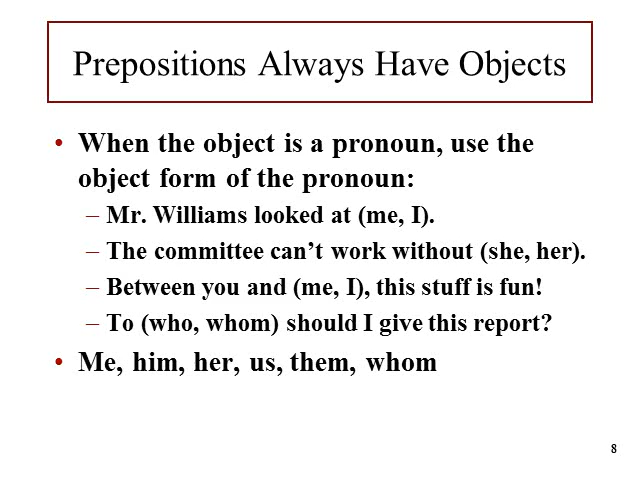 Prepositions Always Have Objects
• When the object is a pronoun, use the
object form of the pronoun:
– Mr. Williams looked at (me, I).
– The committee can’t work without (she, her).
– Between you and (me, I), this stuff is fun!
– To (who, whom) should I give this report?
• Me, him, her, us, them, whom
8